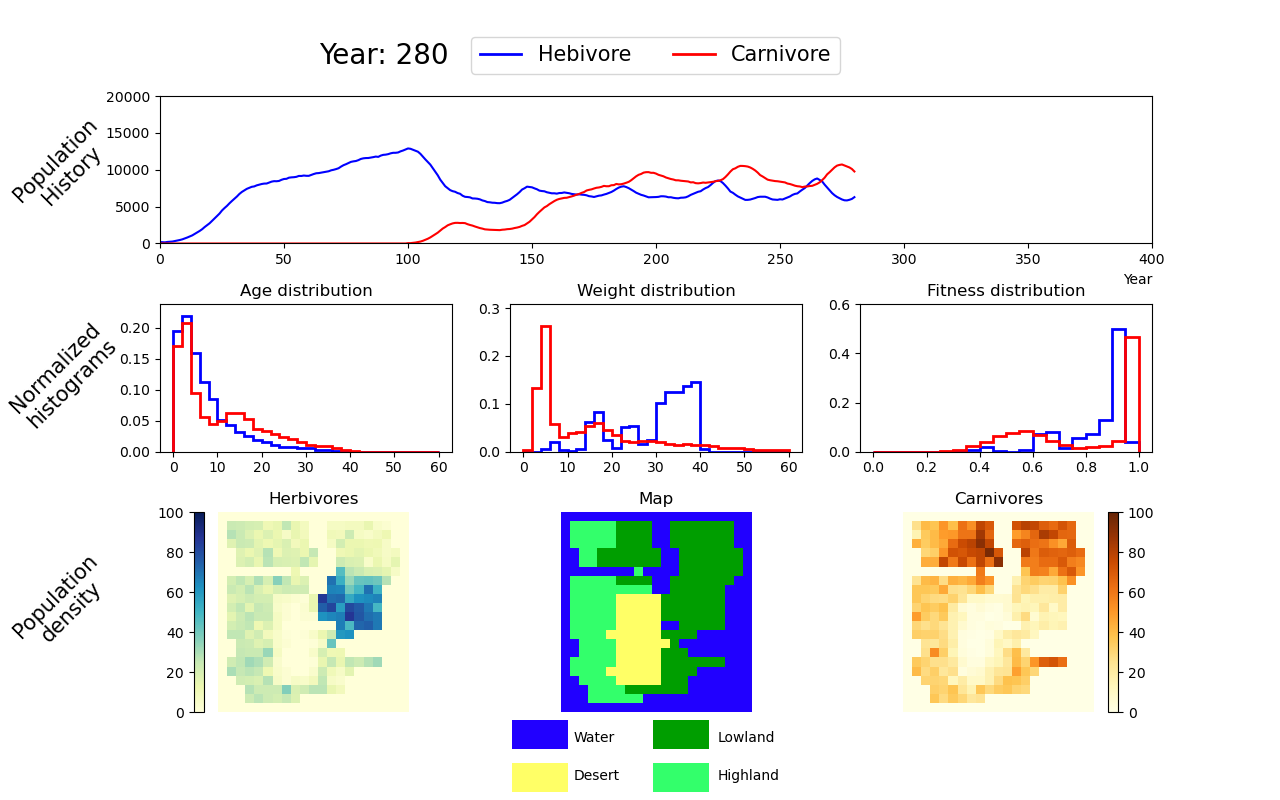 Year: 280
Hebivore
Carnivore
Population
History
20000
15000
10000
5000
0
0 50 100 150 200 250 300 350 400
Year
Normalized
histograms
Age distribution
0.20
0.15
0.10
0.05
0.00
0 10 20 30 40 50 60
Weight distribution
0.3
0.2
0.1
0.0
0 10 20 30 40 50 60
Fitness distribution
0.6
0.4
0.2
0.0
0.0 0.2 0.4 0.6 0.8 1.0
Population
density
Herbivores
100
80
60
40
20
0
Map
Carnivores
100
80
60
40
20
0
Water
Lowland
Desert
Highland